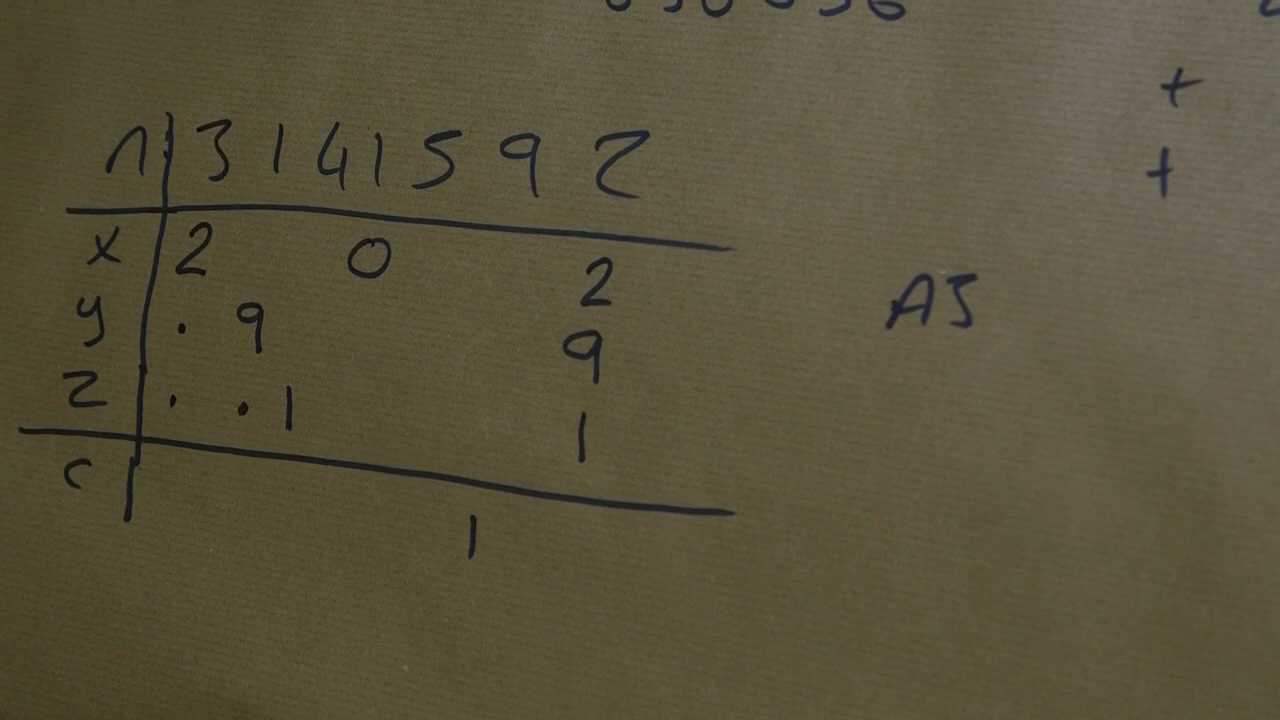 n 3 1 4 1 5 9 2
x 2 0 2
y . 9 9
z . . 1 1
c 1
A5
+
+